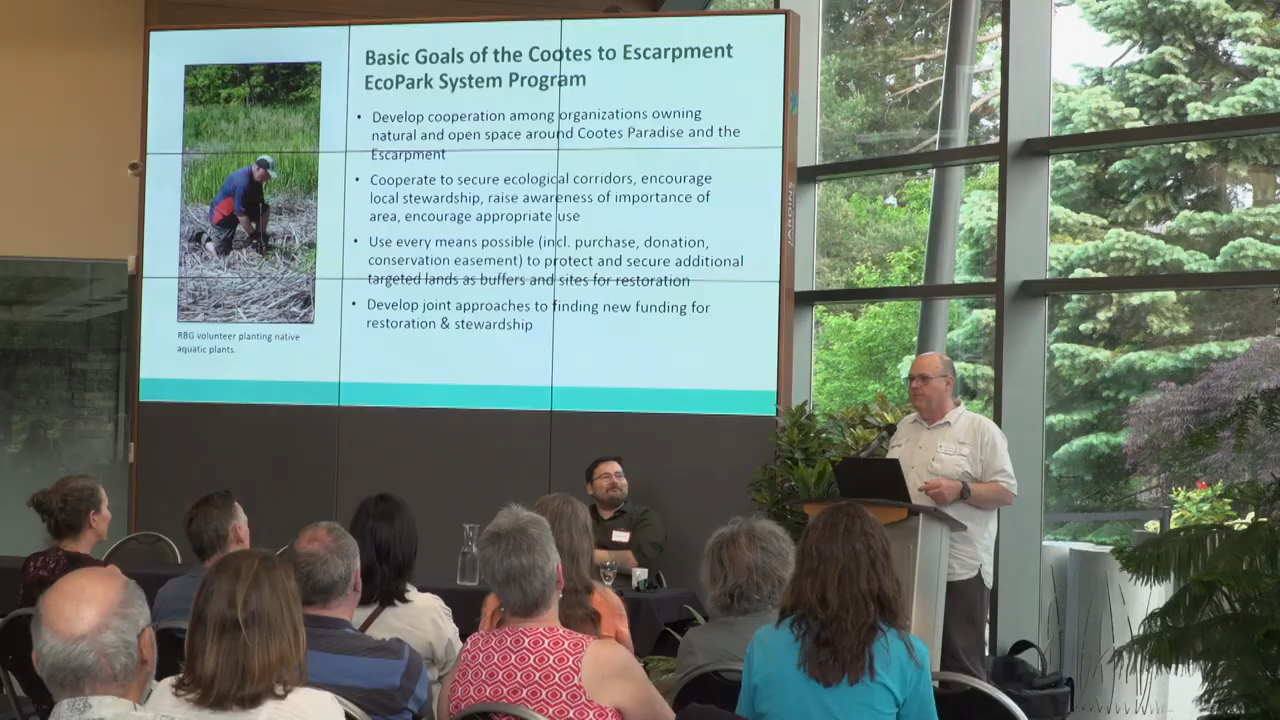 Basic Goals of the Cootes to Escarpment
EcoPark System Program
• Develop cooperation among organizations owning
natural and open space around Cootes Paradise and the
Escarpment
• Cooperate to secure ecological corridors, encourage
local stewardship, raise awareness of importance of
area, encourage appropriate use
• Use every means possible (incl. purchase, donation,
conservation easement) to protect and secure additional
targeted lands as buffers and sites for restoration
• Develop joint approaches to finding new funding for
restoration & stewardship
RBG volunteer planting native
aquatic plants.
JARDINS